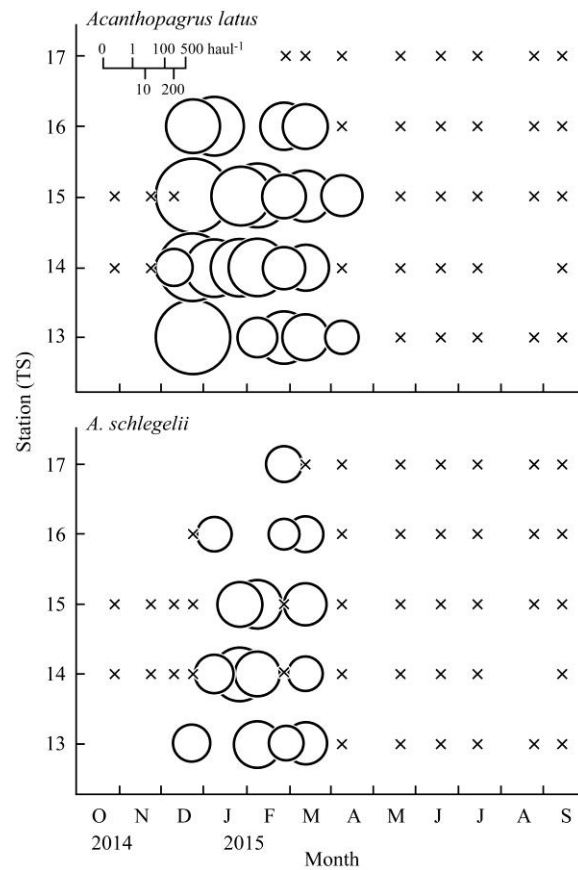 Acanthopagrus latus
17
0 1 100 500 haul-1
10 200
16
15
14
13
Station (TS)
A. schlegelii
17
16
15
14
13
O N D J F M A M J J A S
2014 2015
Month